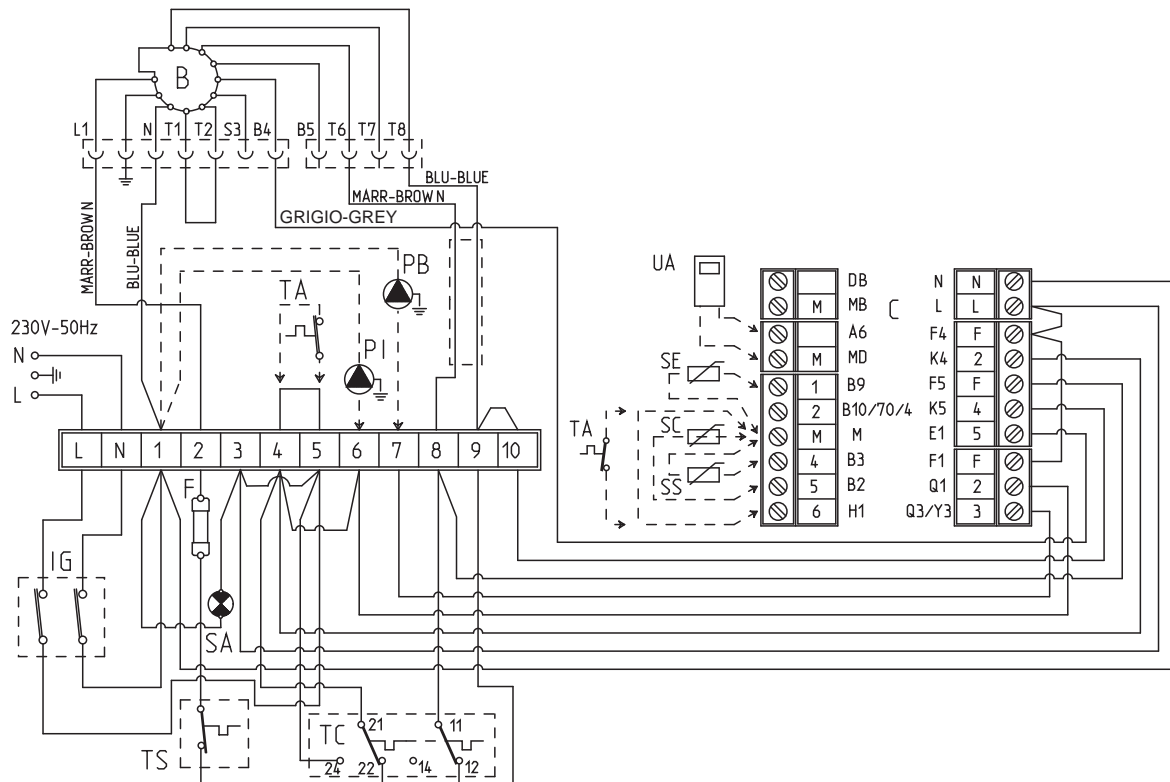 B
L1 N T1 T2 S3 B4 B5 T6 T7 T8
BLU-BLUE
MARR-BROWN
GRIGIO-GREY
MARR-BROWN
BLU-BLUE
PB
TA
PI
230V-50Hz
N
L
L N 1 2 3 4 5 6 7 8 9 10
F
IG
SA
TS
TC
21
11
24 22 14 12
UA
SE
SC
SS
TA
DB
M MB
A6
M MD
1 B9
2 B10/70/4
M M
4 B3
5 B2
6 H1
C
N N
L L
F4 F
K4 2
F5 F
K5 4
E1 5
F1 F
Q1 2
Q3/Y3 3